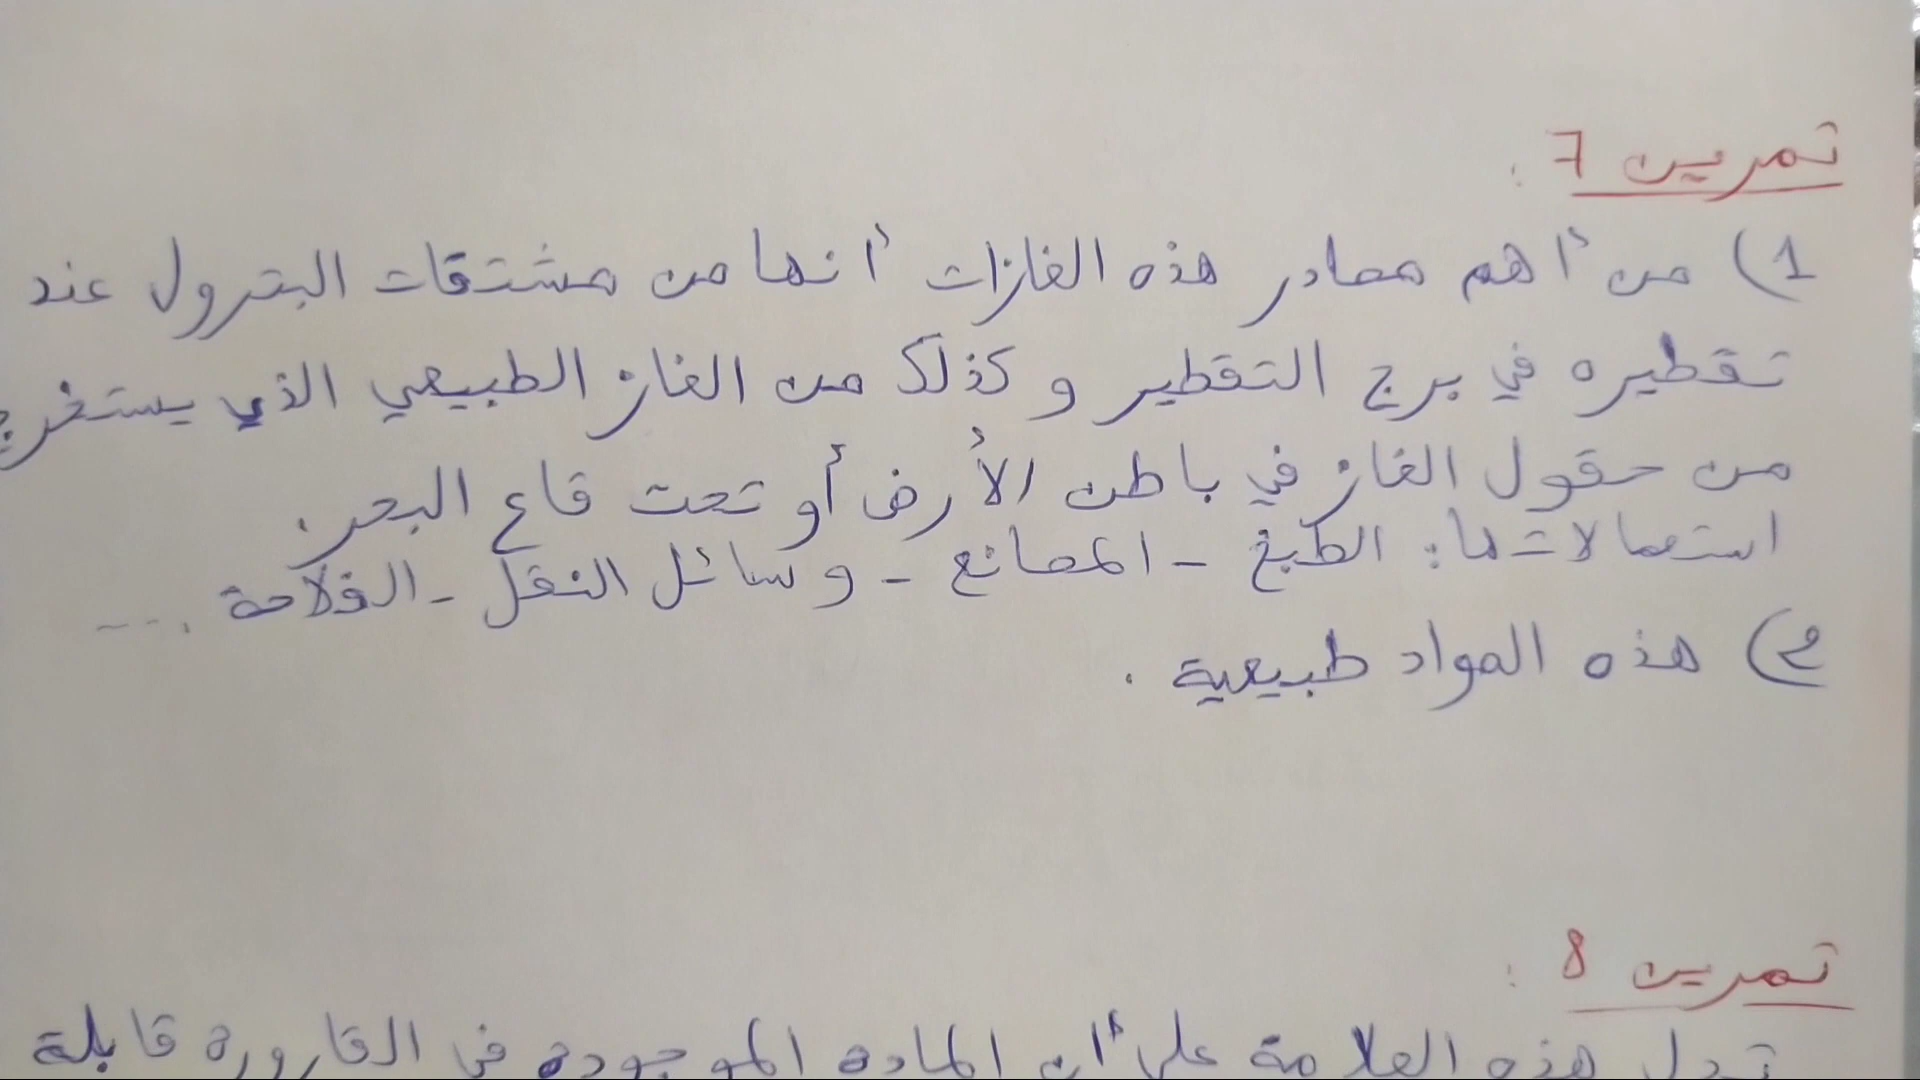 تمرين 7 :
1) من أهم مصادر هذه الغازات أنها من مشتقات البترول عند
تقطيره في برج التقطير وكذلك من الغاز الطبيعي الذي يستخرج
من حقول الغاز في باطن الأرض أو تحت قاع البحر.
استعمالاتها: الطبخ - المصانع - وسائل النقل - الفلاحة ...
2) هذه المواد طبيعية .
تمرين 8 :
تدل هذه العلامة على أن المادة الموجودة في القارورة قابلة